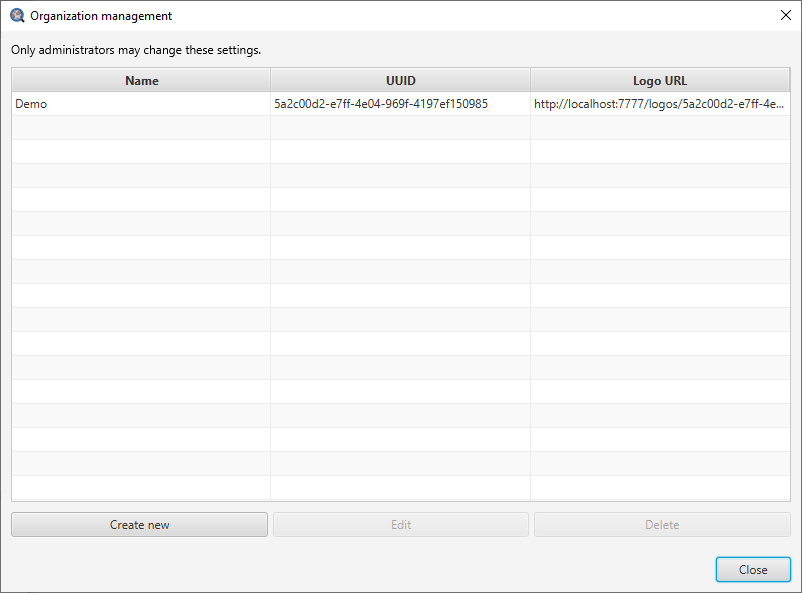 Organization management
Only administrators may change these settings.
Name UUID Logo URL
Demo 5a2c00d2-e7ff-4e04-969f-4197ef150985 http://localhost:7777/logos/5a2c00d2-e7ff-4e...
Create new Edit Delete
Close